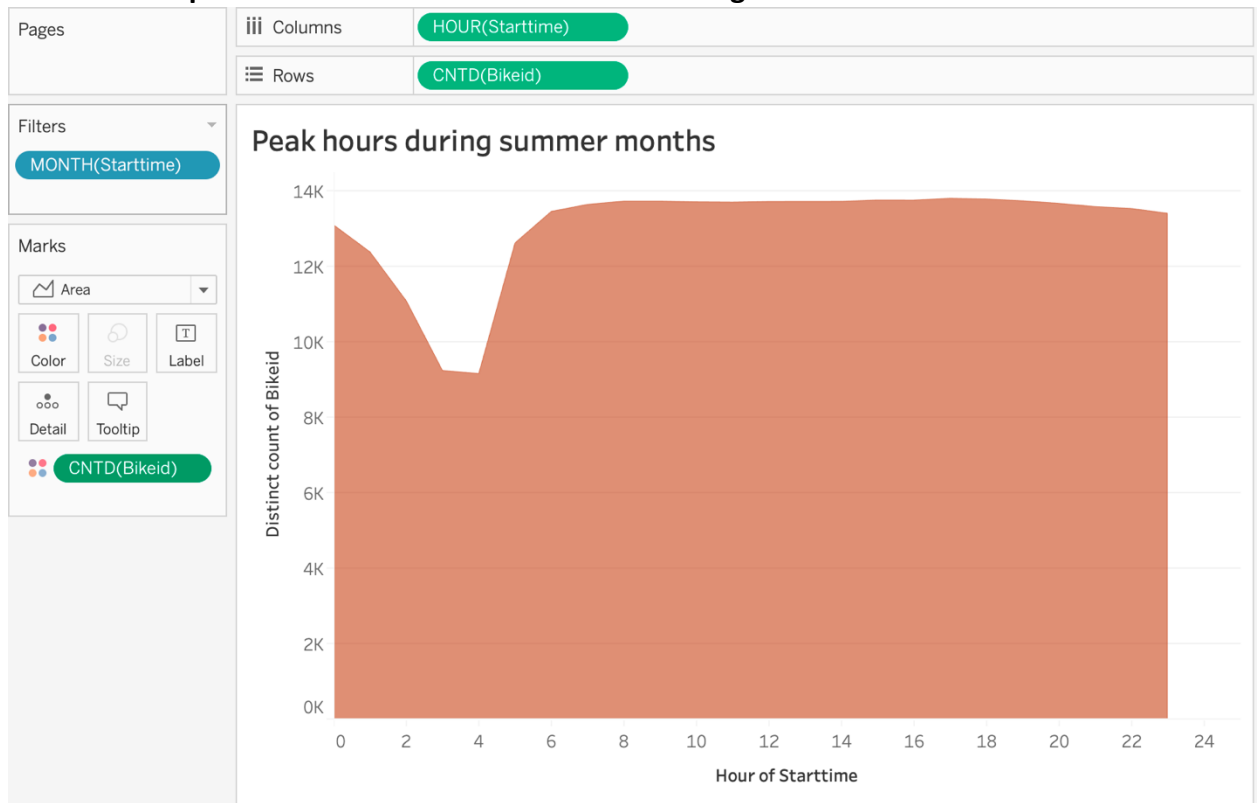 Pages
Columns
HOUR(Starttime)
Rows
CNTD(Bikeid)
Filters
MONTH(Starttime)
Marks
Area
Color
Size
T
Label
Detail
Tooltip
CNTD(Bikeid)
Peak hours during summer months
14K
12K
10K
8K
6K
4K
2K
0K
Distinct count of Bikeid
0 2 4 6 8 10 12 14 16 18 20 22 24
Hour of Starttime